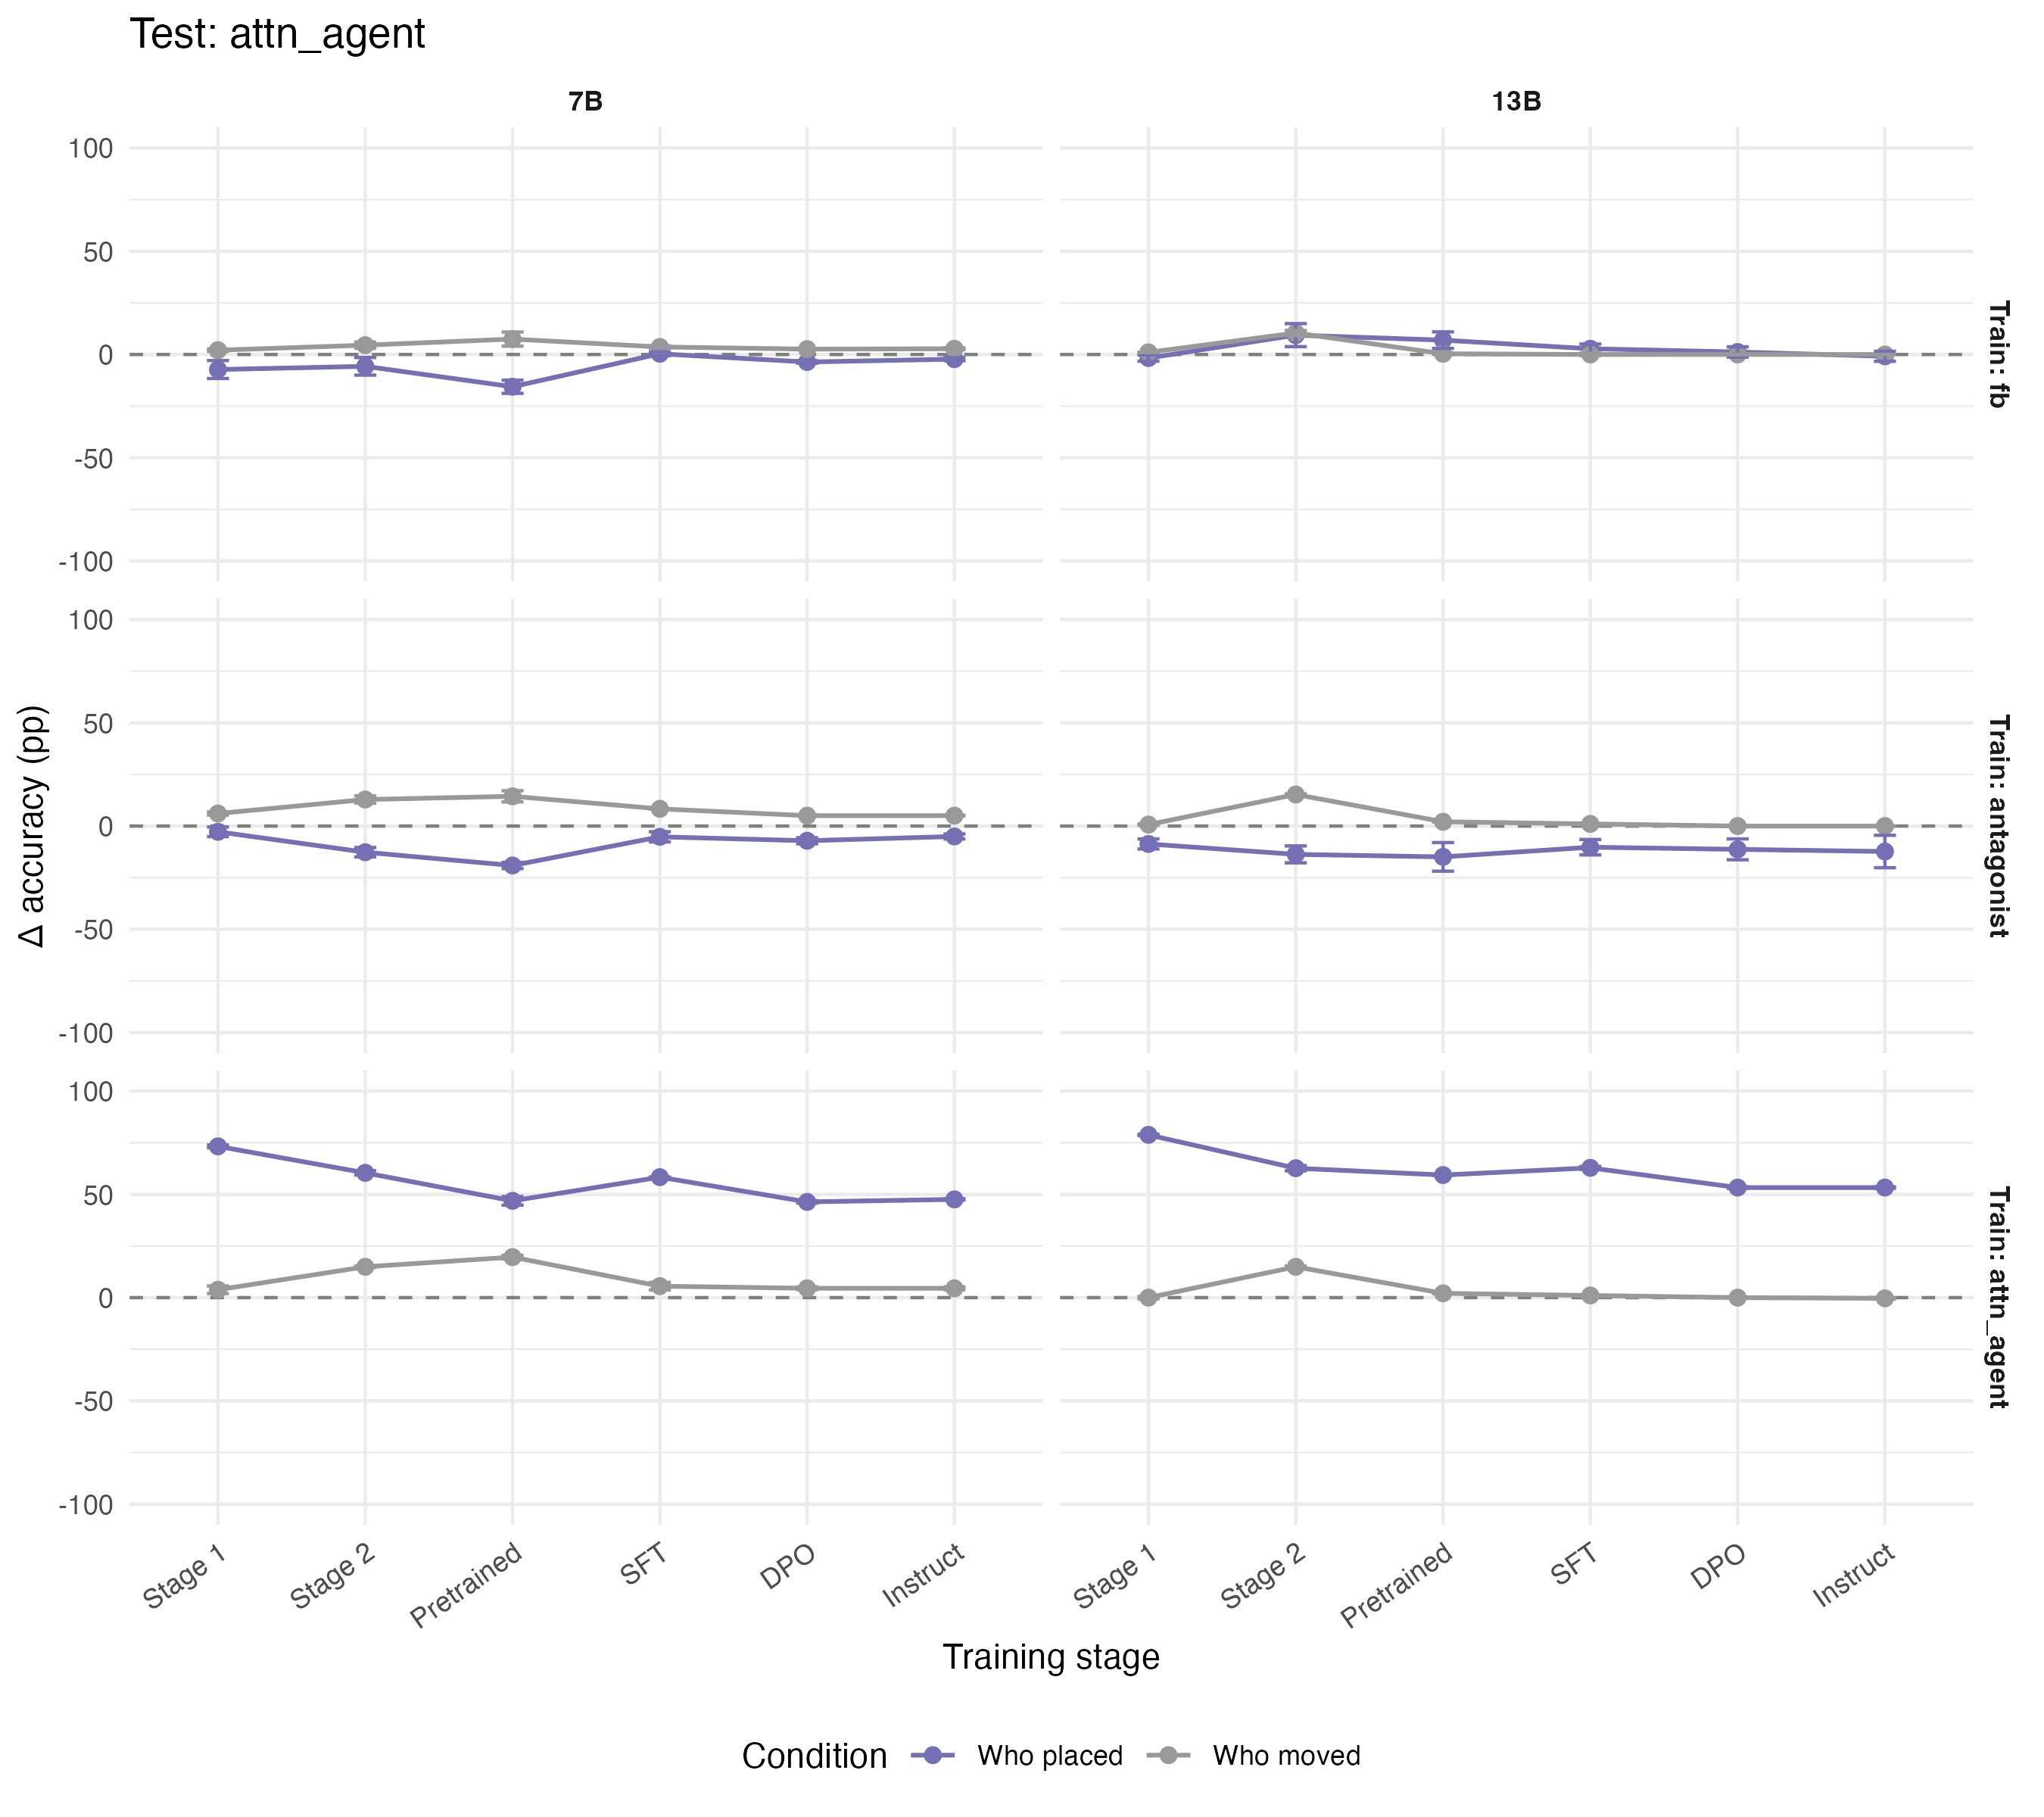 Test: attn_agent
7B
13B
100
50
0
-50
-100
Train: fb
100
50
0
-50
-100
Train: antagonist
100
50
0
-50
-100
Train: attn_agent
Δ accuracy (pp)
Stage 1
Stage 2
Pretrained
SFT
DPO
Instruct
Stage 1
Stage 2
Pretrained
SFT
DPO
Instruct
Training stage
Condition
Who placed
Who moved